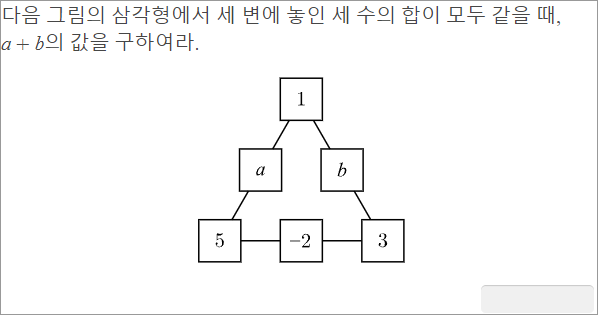 다음 그림의 삼각형에서 세 변에 놓인 세 수의 합이 모두 같을 때,
a + b의 값을 구하여라.
1
a b
5 −2 3